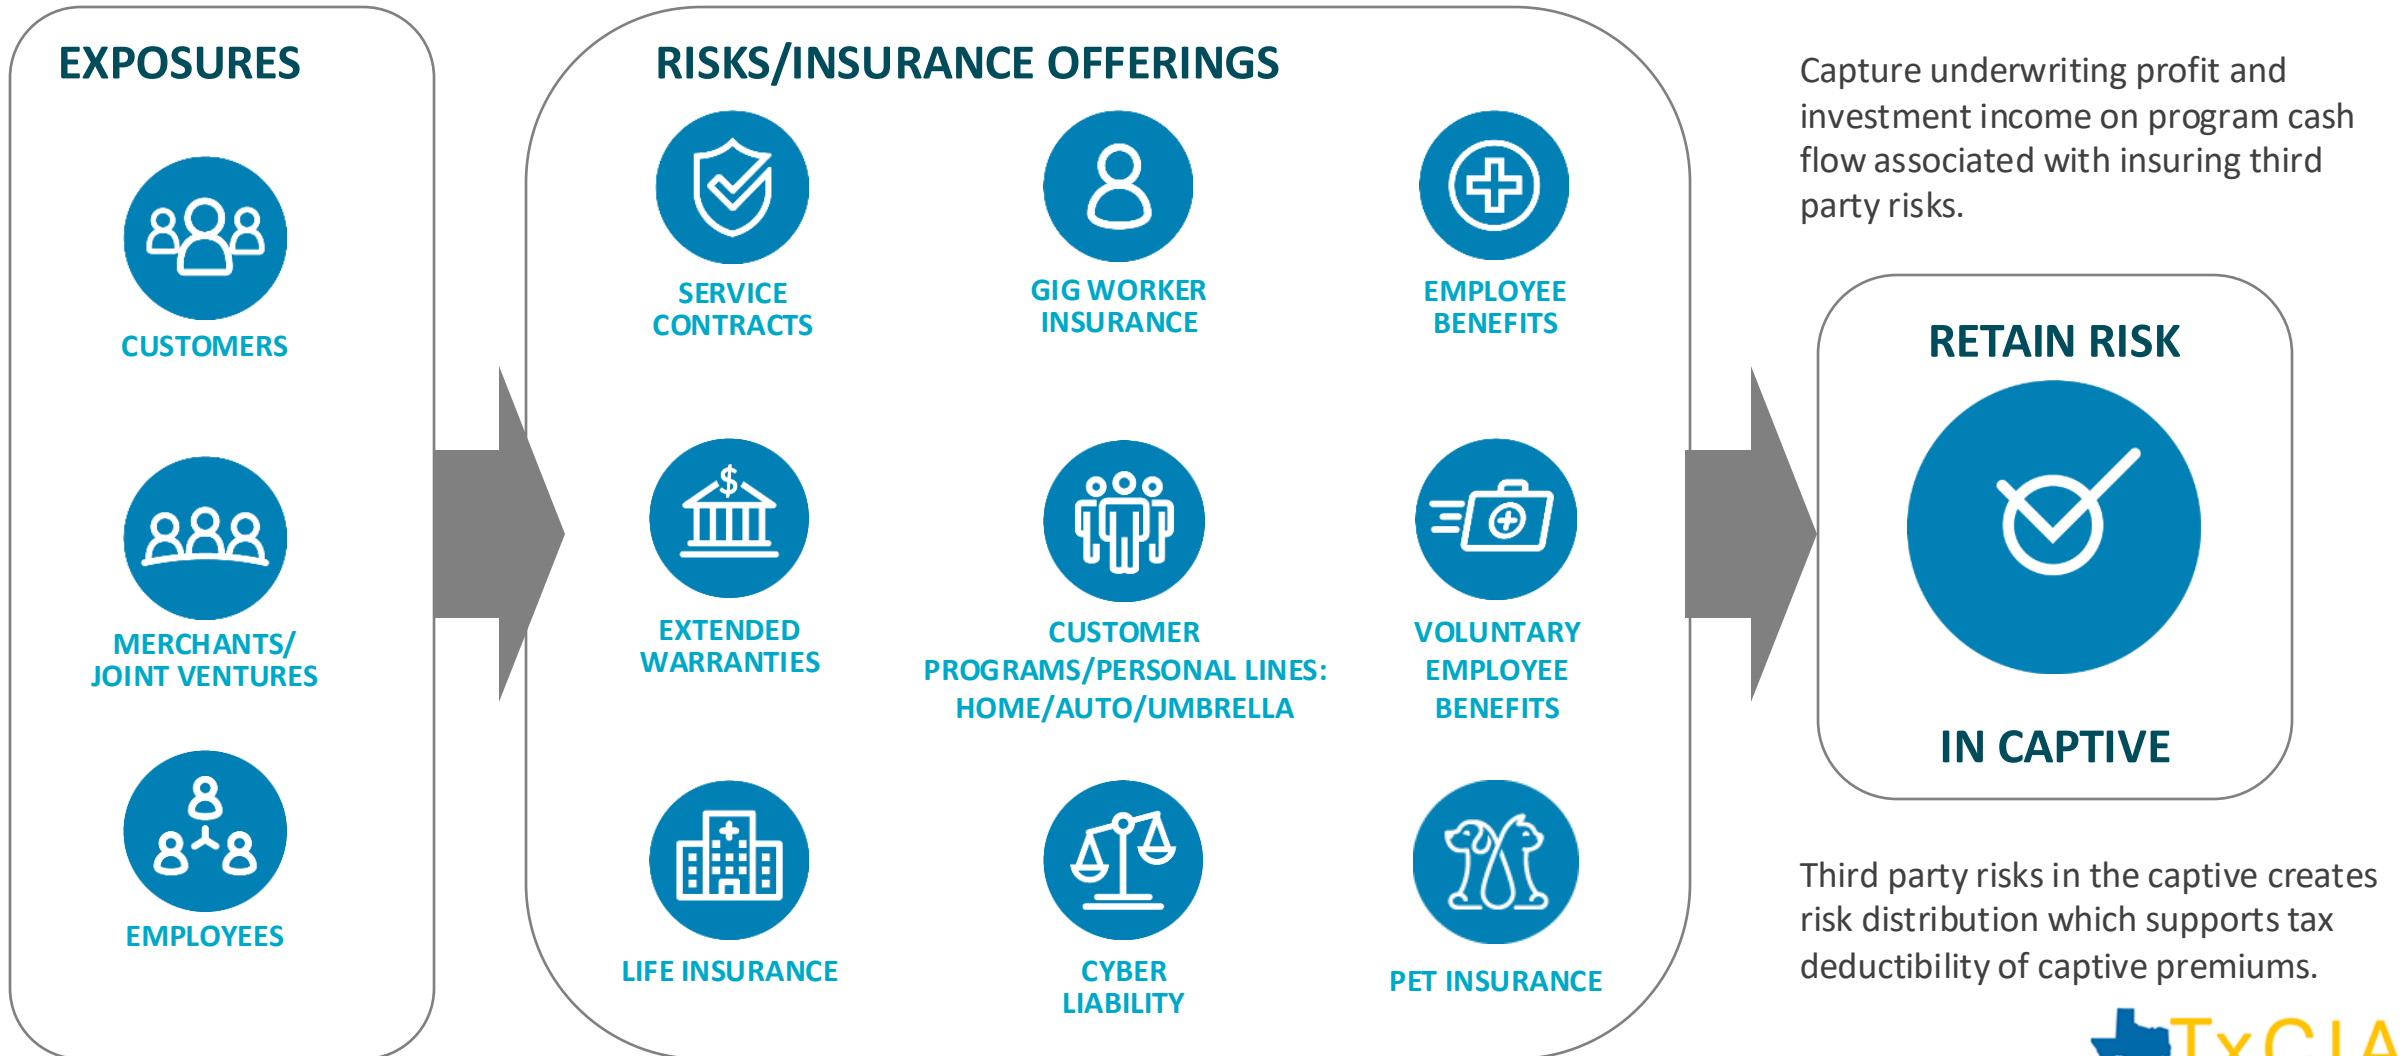 EXPOSURES
CUSTOMERS
MERCHANTS/
JOINT VENTURES
EMPLOYEES
RISKS/INSURANCE OFFERINGS
SERVICE
CONTRACTS
GIG WORKER
INSURANCE
EMPLOYEE
BENEFITS
$
EXTENDED
WARRANTIES
CUSTOMER
PROGRAMS/PERSONAL LINES:
HOME/AUTO/UMBRELLA
VOLUNTARY
EMPLOYEE
BENEFITS
LIFE INSURANCE
CYBER
LIABILITY
PET INSURANCE
Capture underwriting profit and
investment income on program cash
flow associated with insuring third
party risks.
RETAIN RISK
IN CAPTIVE
Third party risks in the captive creates
risk distribution which supports tax
deductibility of captive premiums.
TxCIA